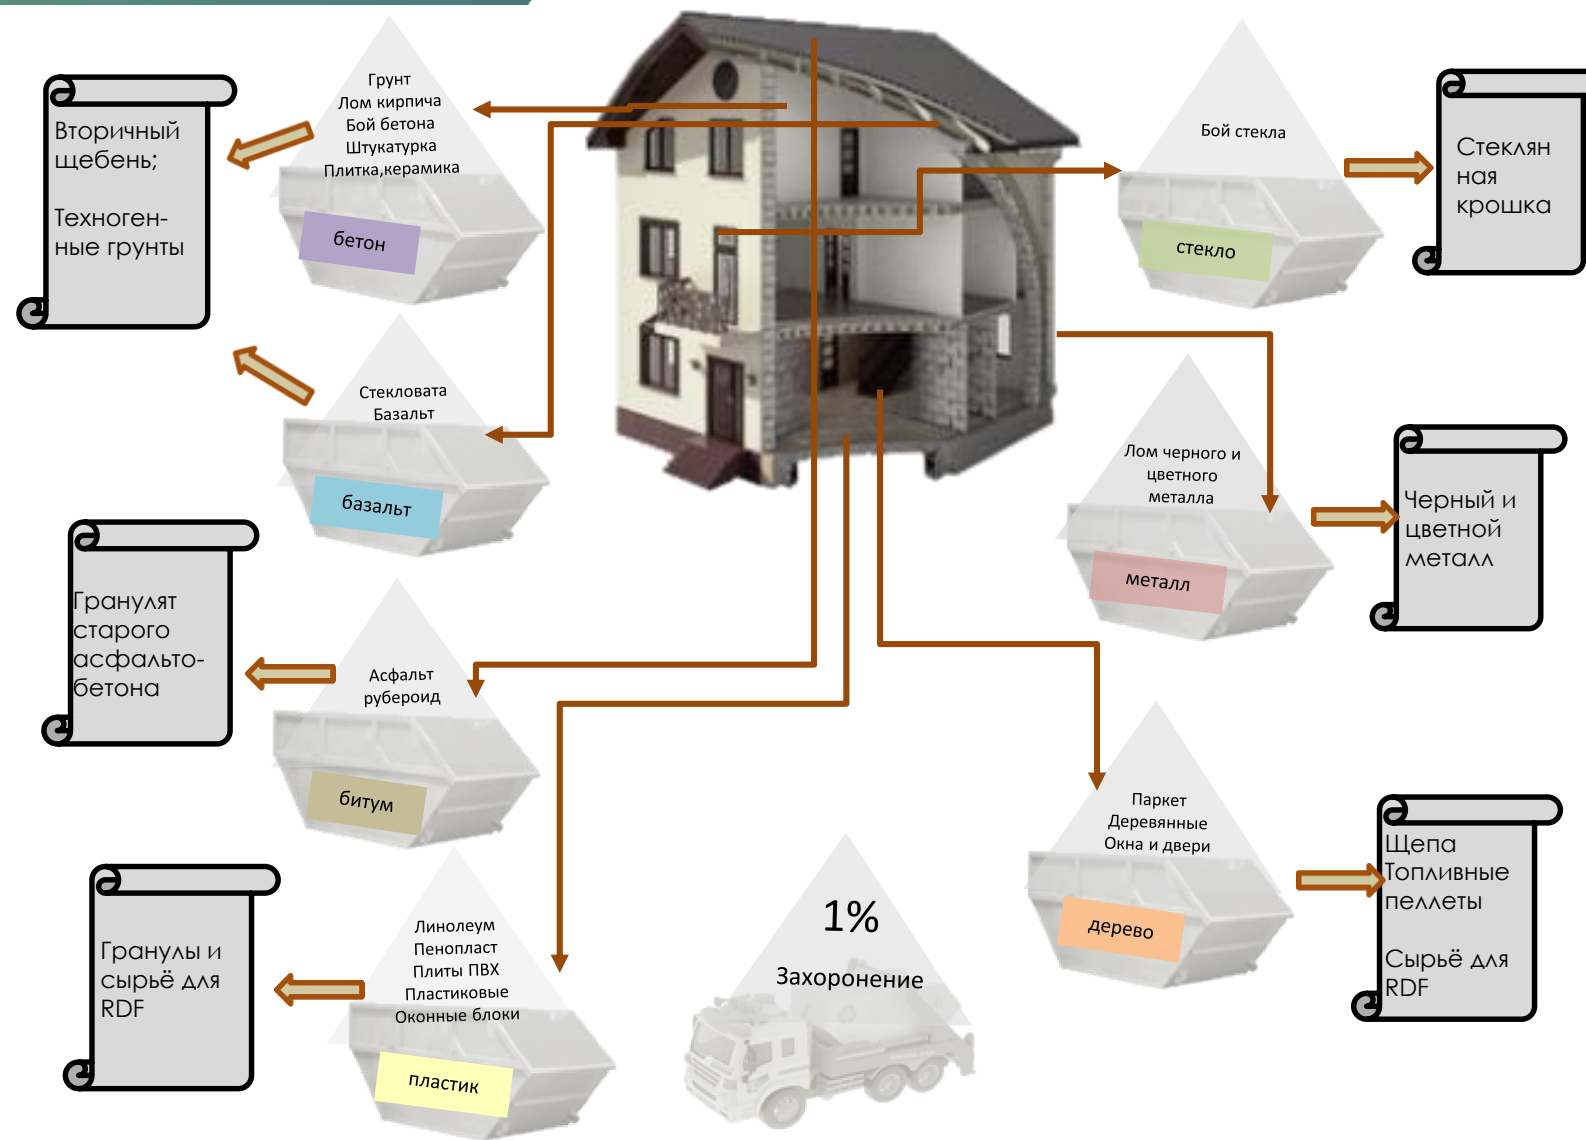 Вторичный
щебень;
Техноген-
ные грунты
Грунт
Лом кирпича
Бой бетона
Штукатурка
Плитка,керамика
бетон
Бой стекла
стекло
Стеклян
ная
крошка
Стекловата
Базальт
базальт
Лом черного и
цветного
металла
металл
Черный и
цветной
металл
Гранулят
старого
асфальто-
бетона
Асфальт
рубероид
битум
Паркет
Деревянные
Окна и двери
дерево
Щепа
Топливные
пеллеты
Сырьё для
RDF
Гранулы и
сырьё для
RDF
Линолеум
Пенопласт
Плиты ПВХ
Пластиковые
Оконные блоки
пластик
1%
Захоронение